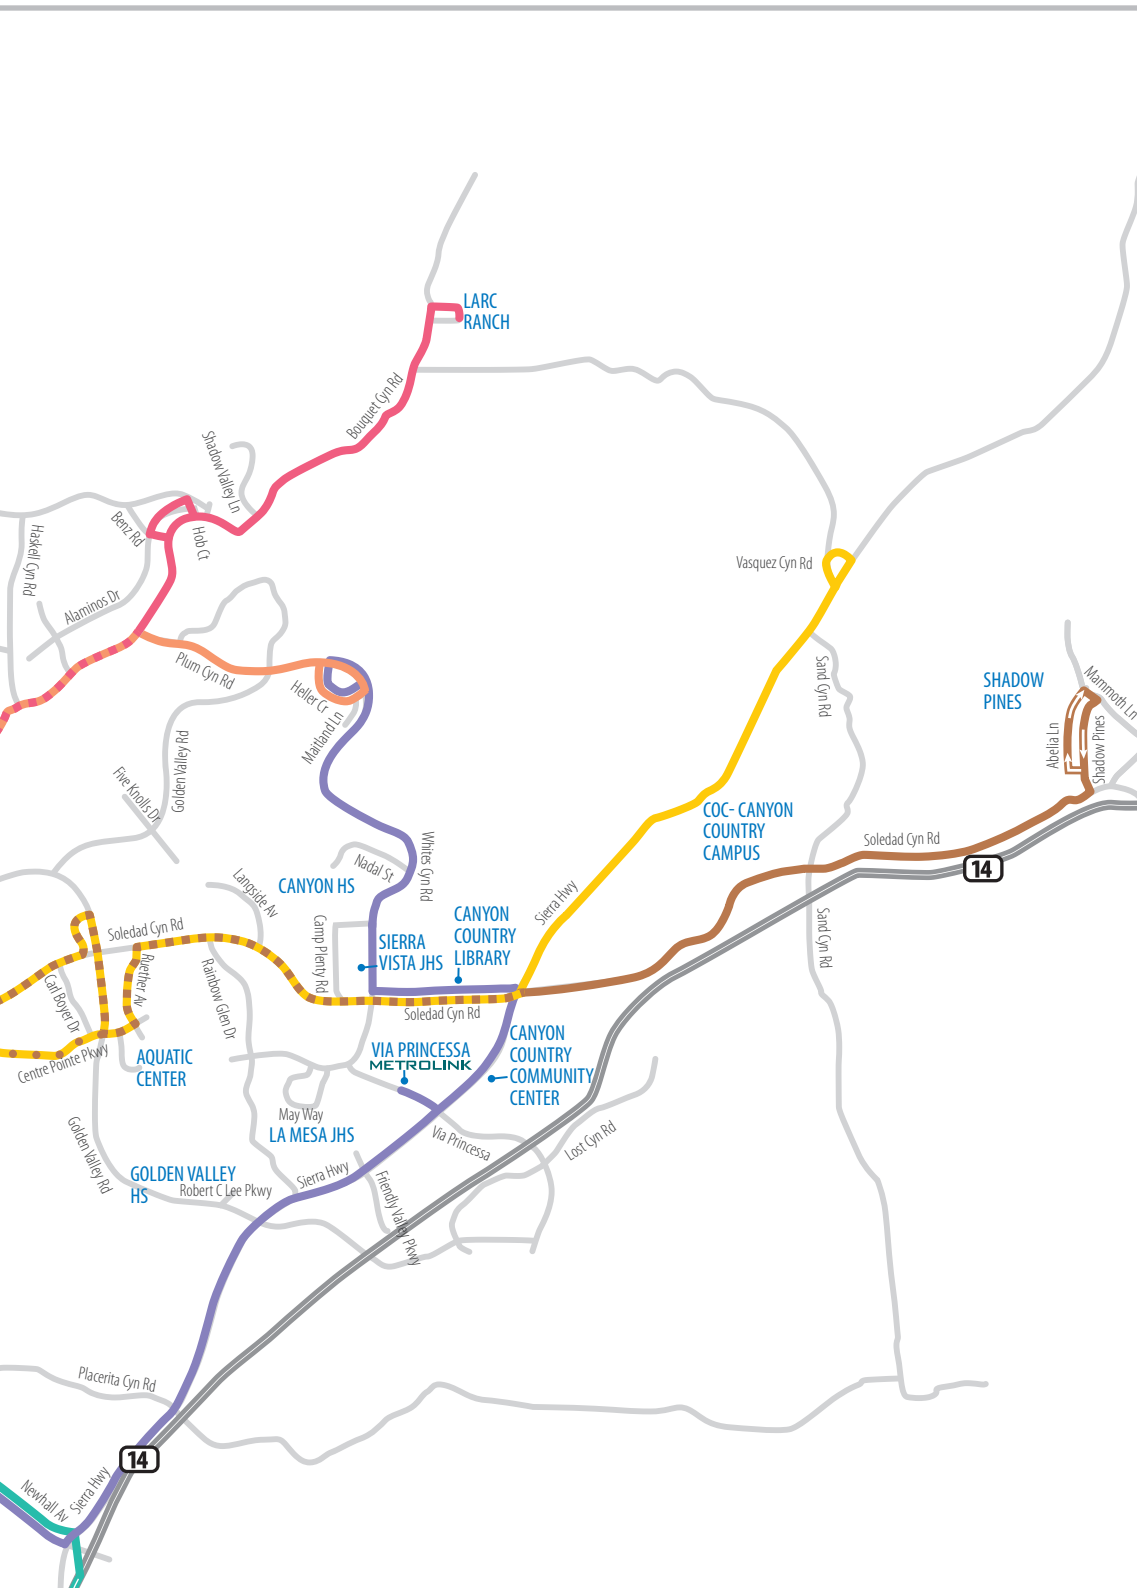 LARC
RANCH
Bouquet Cyn Rd
Shadow Valley Ln
Benz Rd
Hob Ct
Haskell Cyn Rd
Alaminos Dr
Vasquez Cyn Rd
Plum Cyn Rd
Heller Cr
Maitland Ln
Sand Cyn Rd
SHADOW
PINES
Mammoth Ln
Abelia Ln
Shadow Pines
Golden Valley Rd
Five Knolls Dr
COC- CANYON
COUNTRY
CAMPUS
Soledad Cyn Rd
14
Whites Cyn Rd
Nadal St
CANYON HS
Langside Av
Sierra Hwy
CANYON
COUNTRY
LIBRARY
Camp Plenty Rd
SIERRA
VISTA JHS
Sand Cyn Rd
Soledad Cyn Rd
Ruether Av
Rainbow Glen Dr
Carl Boyer Dr
Soledad Cyn Rd
Centre Pointe Pkwy
AQUATIC
CENTER
VIA PRINCESSA
METROLINK
CANYON
COUNTRY
COMMUNITY
CENTER
May Way
LA MESA JHS
Via Princessa
Lost Cyn Rd
Golden Valley Rd
GOLDEN VALLEY
HS
Robert C Lee Pkwy
Sierra Hwy
Friendly Valley Pkwy
Placerita Cyn Rd
14
Newhall Av
Sierra Hwy